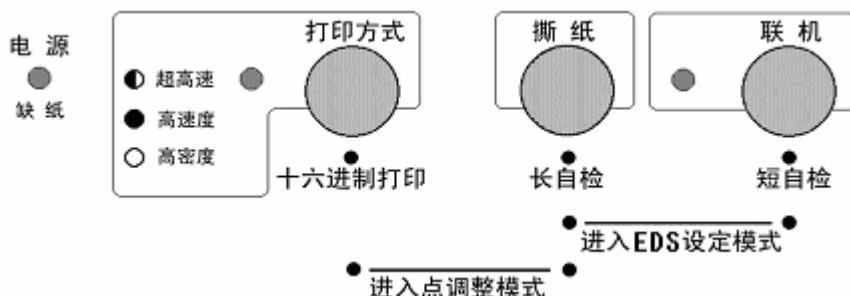 电 源
缺 纸
打印方式
超高速
高速度
高密度
十六进制打印
撕 纸
长自检
联 机
短自检
进入EDS设定模式
进入点调整模式